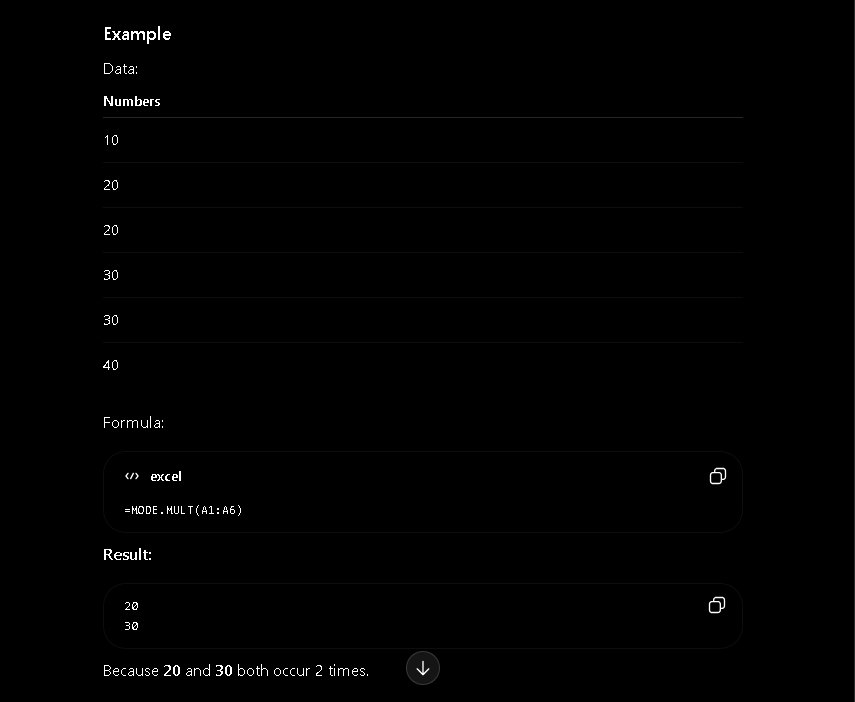 Example
Data:
Numbers
10
20
20
30
30
40
Formula:
excel
=MODE.MULT(A1:A6)
Result:
20
30
Because 20 and 30 both occur 2 times.